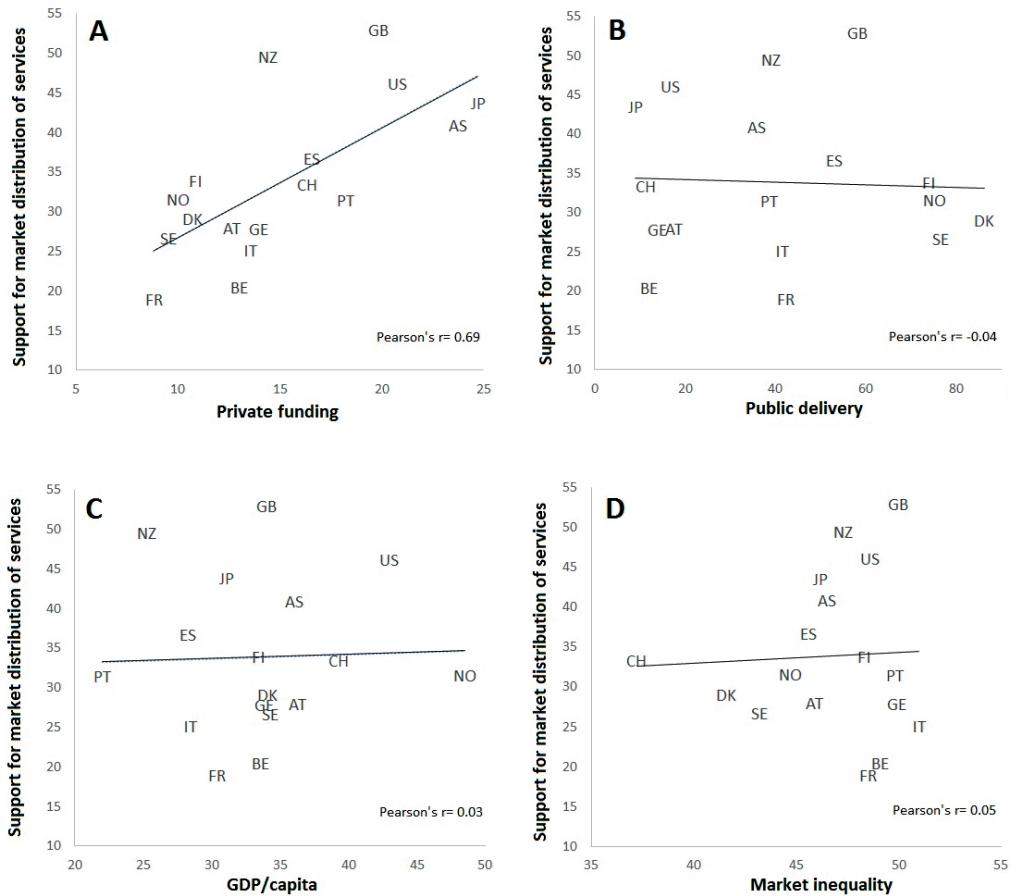 A
Support for market distribution of services
55
50
45
40
35
30
25
20
15
10
GB
NZ
US
JP
AS
ES
FI
CH
NO
PT
DK
AT GE
SE
IT
BE
FR
Pearson's r= 0.69
5 10 15 20 25
Private funding
B
Support for market distribution of services
55
50
45
40
35
30
25
20
15
10
GB
NZ
US
JP
AS
ES
FI
CH
NO
PT
DK
GEAT
SE
IT
BE
FR
Pearson's r= -0.04
0 20 40 60 80
Public delivery
C
Support for market distribution of services
55
50
45
40
35
30
25
20
15
10
GB
NZ
US
JP
AS
ES
FI
CH
PT
NO
DK
GE
AT
SE
IT
BE
FR
Pearson's r= 0.03
20 25 30 35 40 45 50
GDP/capita
D
Support for market distribution of services
55
50
45
40
35
30
25
20
15
10
GB
NZ
US
JP
AS
ES
FI
CH
NO
PT
DK
AT
GE
SE
IT
BE
FR
Pearson's r= 0.05
35 40 45 50 55
Market inequality